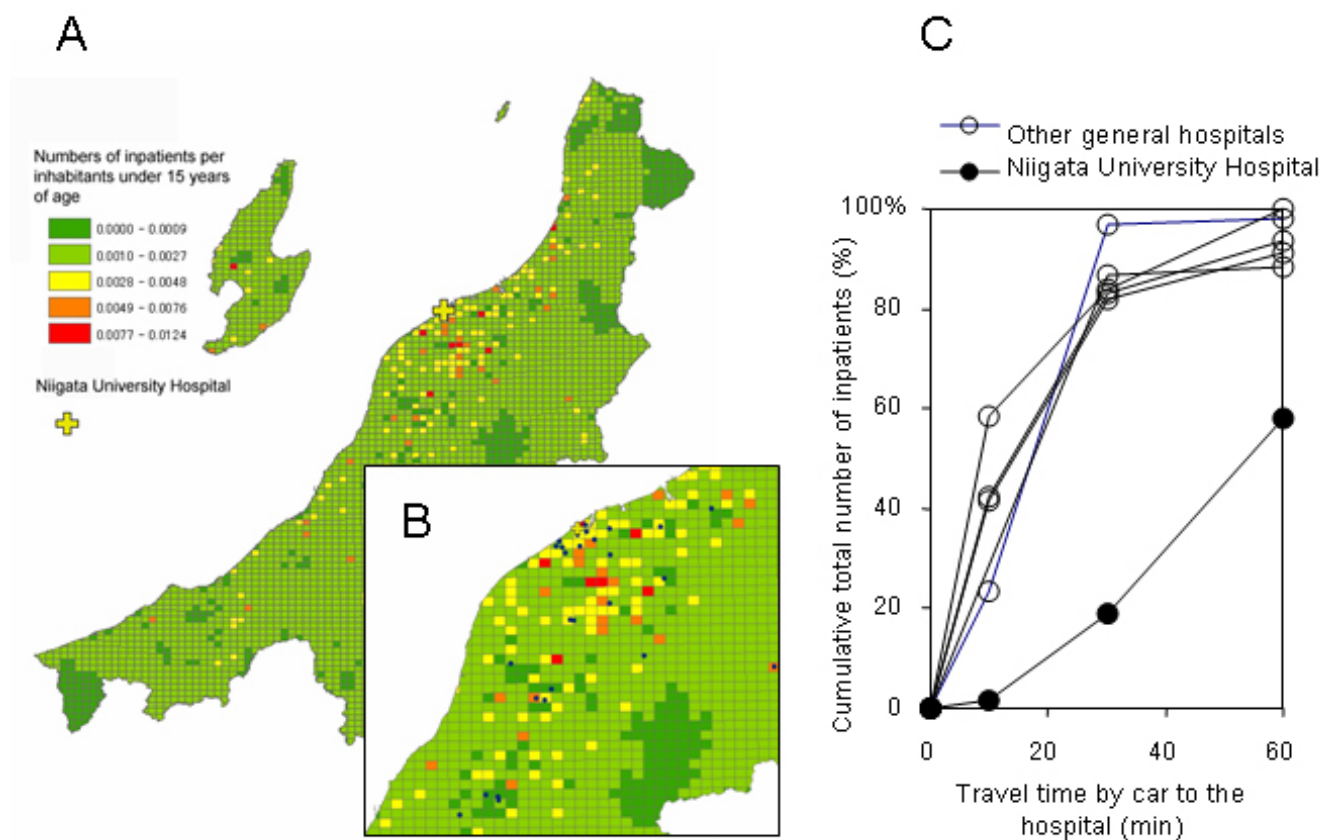 A
Numbers of inpatients per
inhabitants under 15 years
of age
0.0000 - 0.0009
0.0010 - 0.0027
0.0028 - 0.0048
0.0049 - 0.0076
0.0077 - 0.0124
Niigata University Hospital
B
C
Other general hospitals
Niigata University Hospital
Cumulative total number of inpatients (%)
100%
80
60
40
20
0
0 20 40 60
Travel time by car to the
hospital (min)